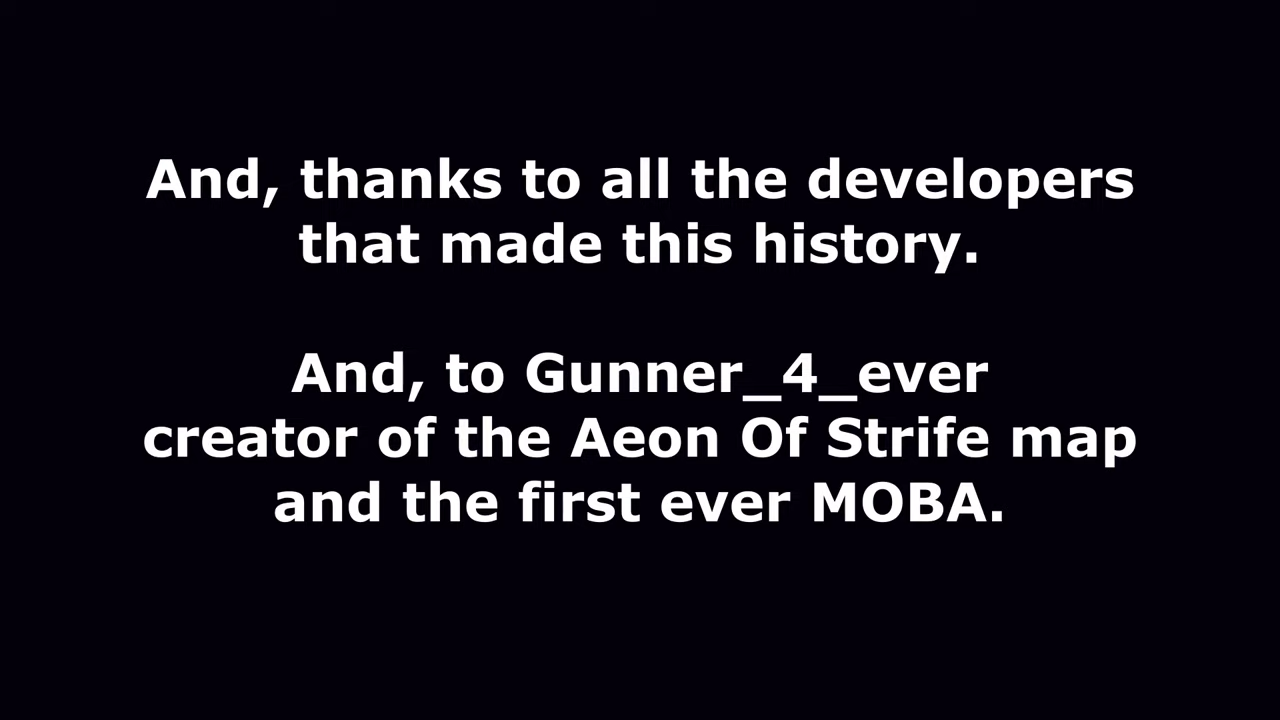 And, thanks to all the developers
that made this history.
And, to Gunner_4_ever
creator of the Aeon Of Strife map
and the first ever MOBA.